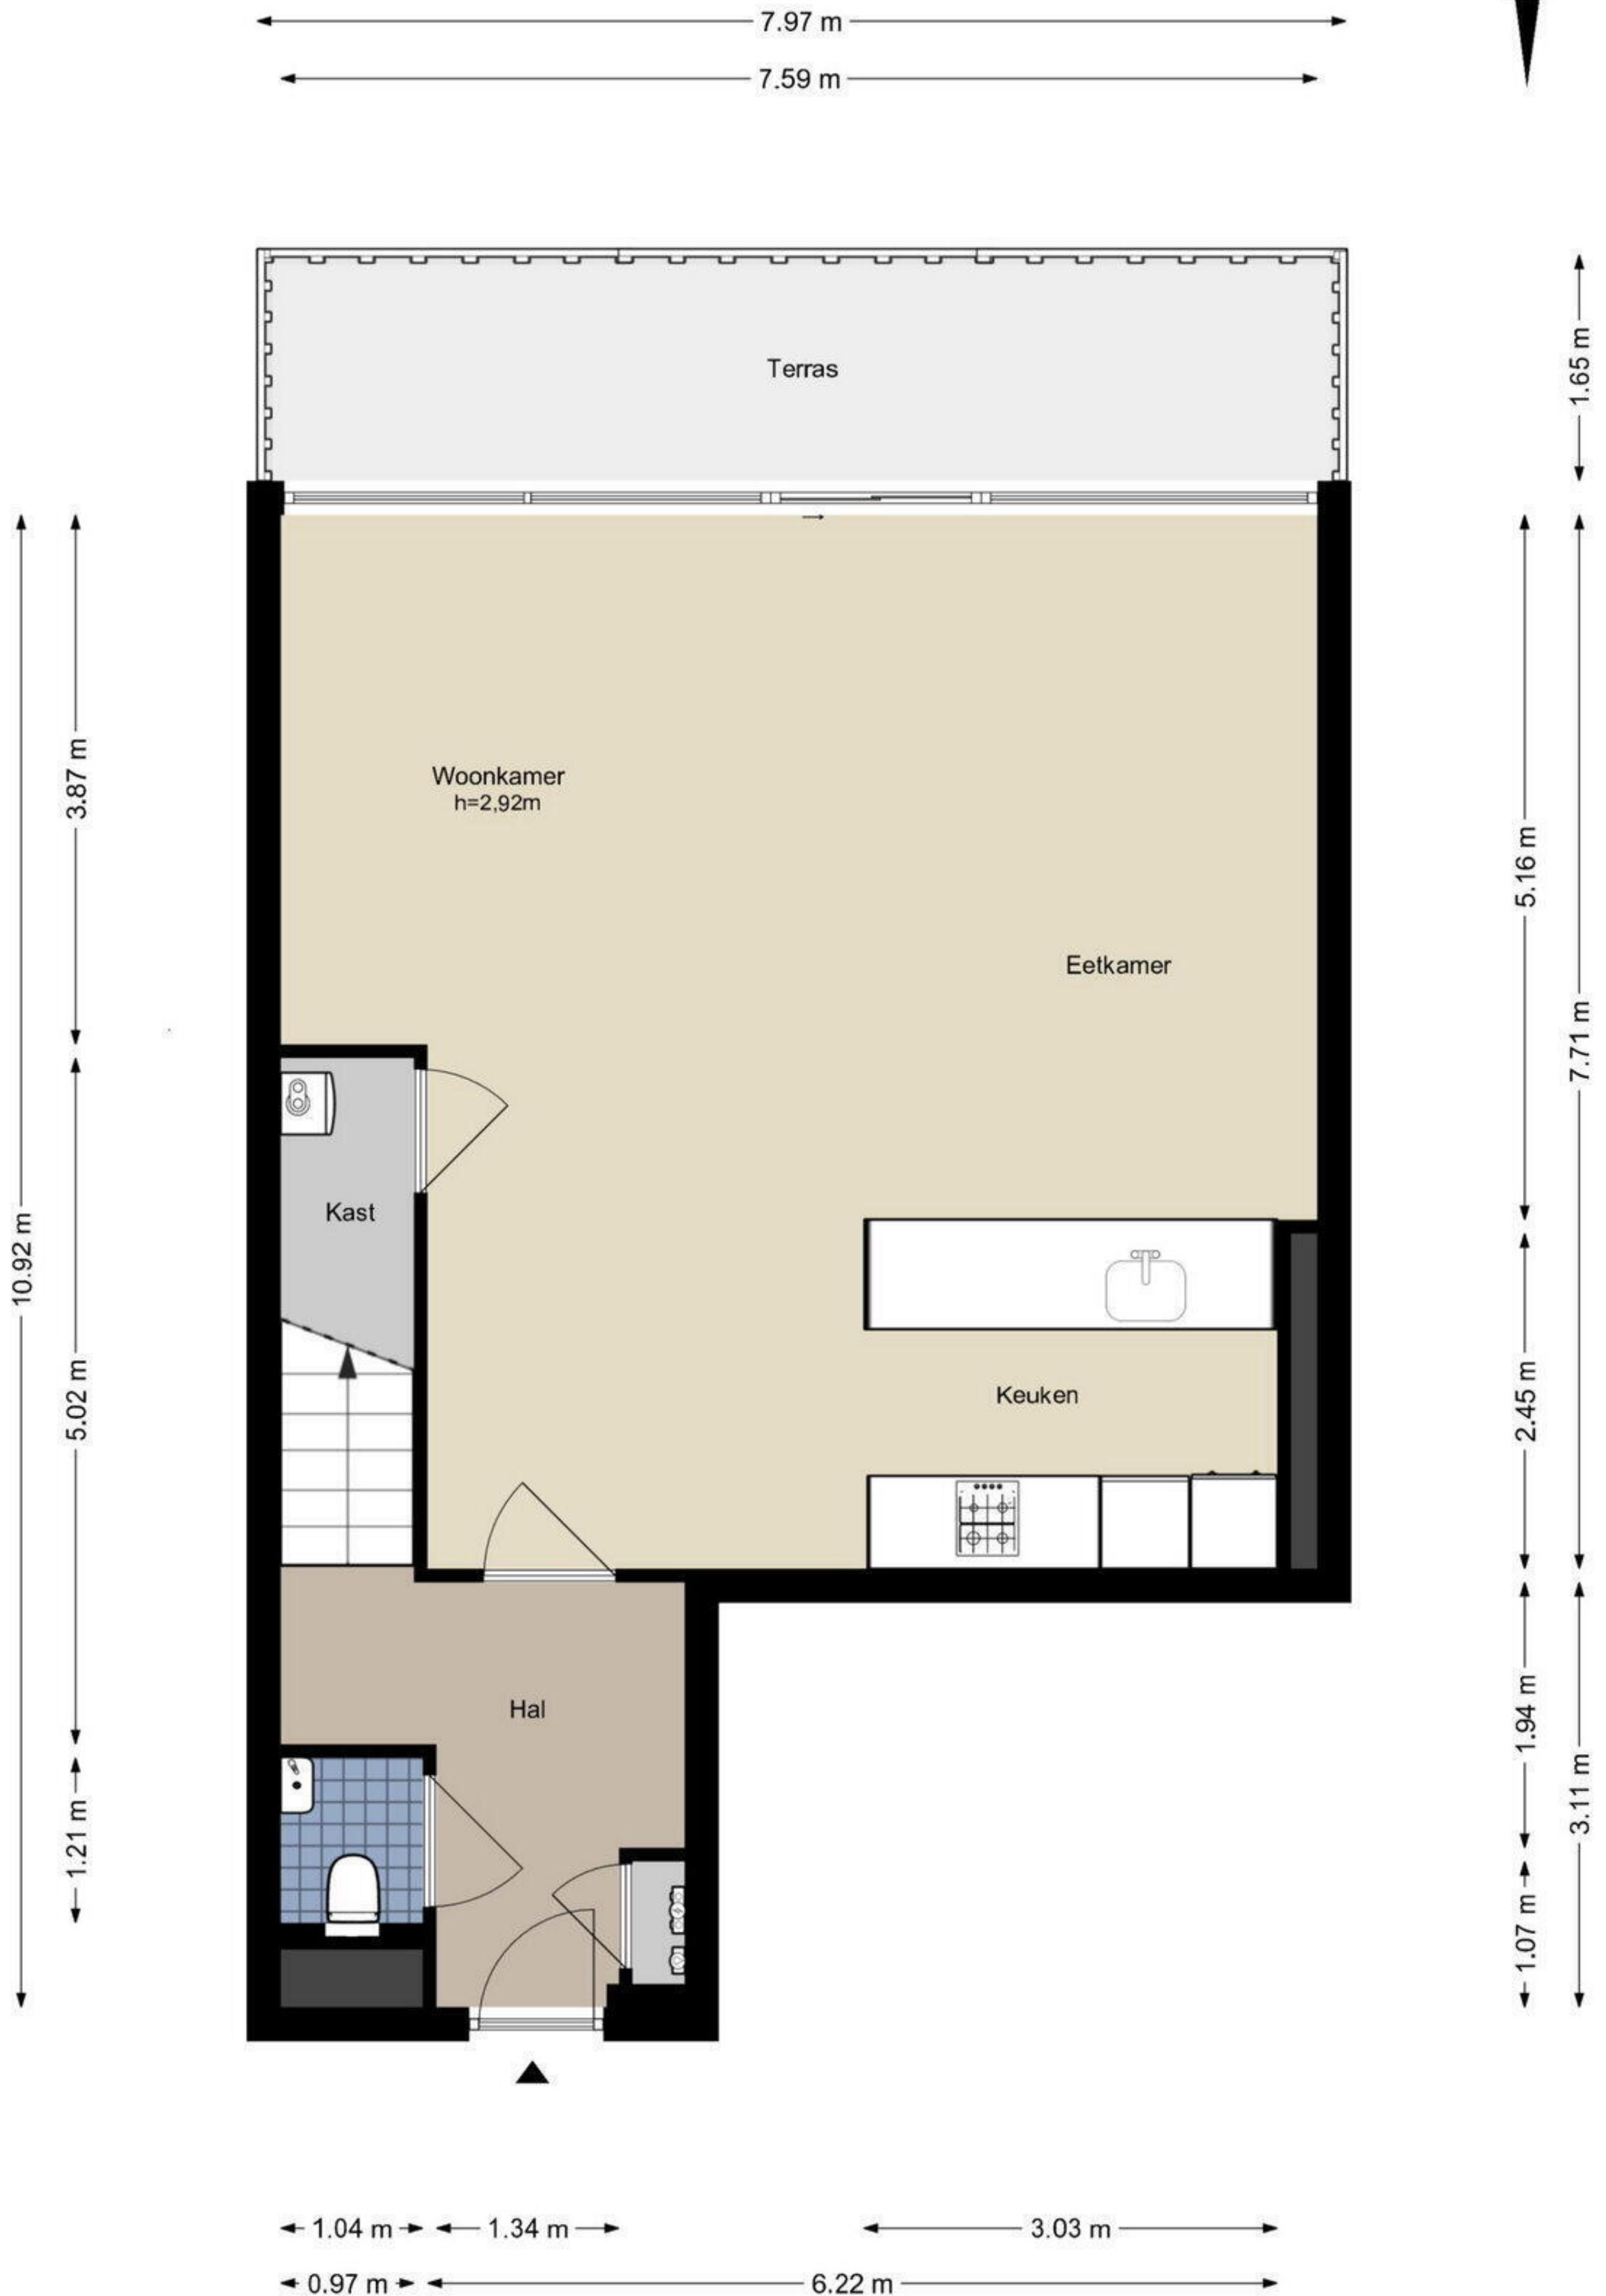 7.97 m
7.59 m
Terras
1.65 m
3.87 m
Woonkamer
h=2,92m
5.16 m
Eetkamer
7.71 m
10.92 m
Kast
5.02 m
Keuken
2.45 m
Hal
1.94 m
1.21 m
3.11 m
1.07 m
1.04 m
1.34 m
3.03 m
0.97 m
6.22 m